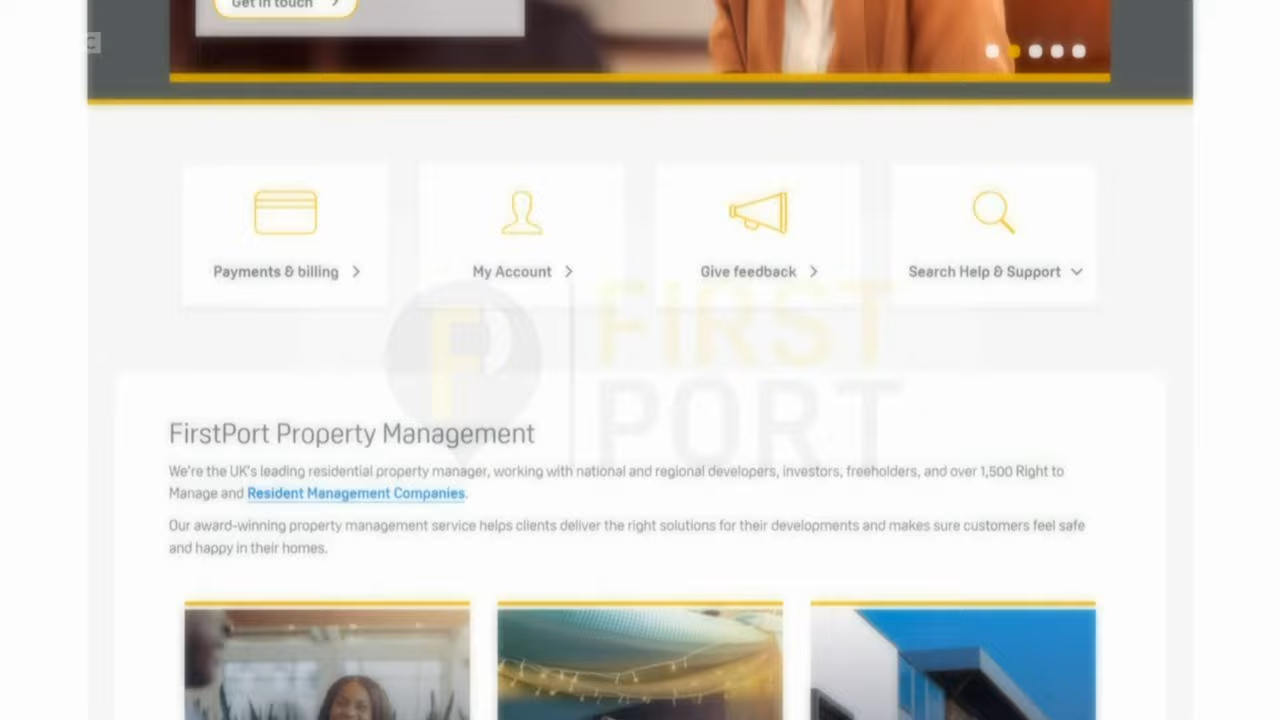 Get in touch
C
Payments & billing
My Account
Give feedback
Search Help & Support
FIRST
PORT
FirstPort Property Management
We're the UK's leading residential property manager, working with national and regional developers, investors, freeholders, and over 1,500 Right to
Manage and Resident Management Companies.
Our award-winning property management service helps clients deliver the right solutions for their developments and makes sure customers feel safe
and happy in their homes.